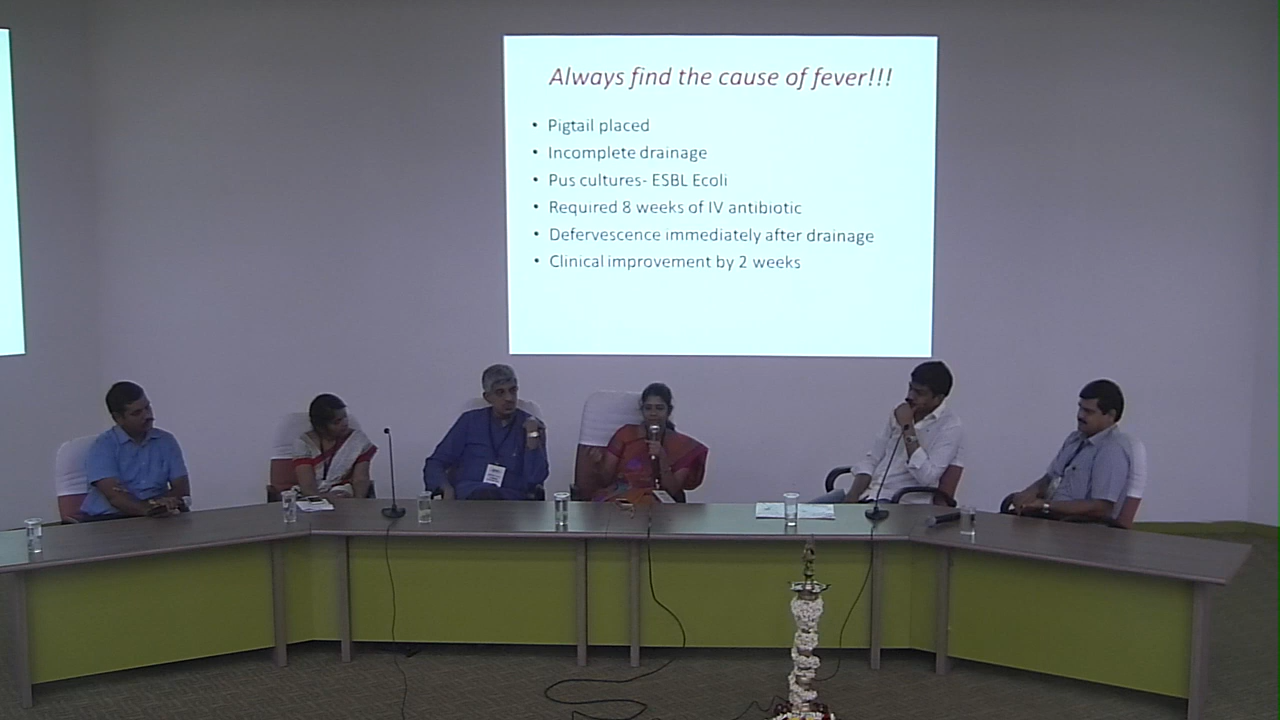 Always find the cause of fever!!!
• Pigtail placed
• Incomplete drainage
• Pus cultures- ESBL Ecoli
• Required 8 weeks of IV antibiotic
• Defervescence immediately after drainage
• Clinical improvement by 2 weeks